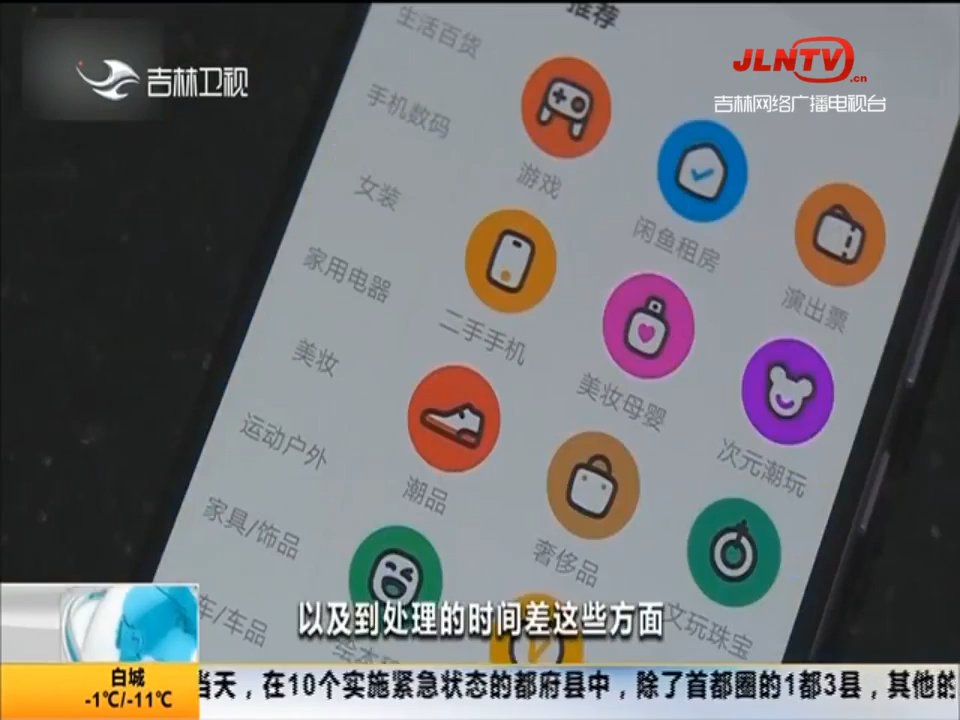 吉林卫视
JLNTV.cn
吉林网络广播电视台
推荐
生活百货
手机数码
女装
家用电器
美妆
运动户外
家具/饰品
车/车品
游戏
闲鱼租房
演出票
二手手机
美妆母婴
次元潮玩
潮品
奢侈品
文玩珠宝
以及到处理的时间差这些方面
白城
-1℃/-11℃
当天，在10个实施紧急状态的都府县中，除了首都圈的1都3县，其他的